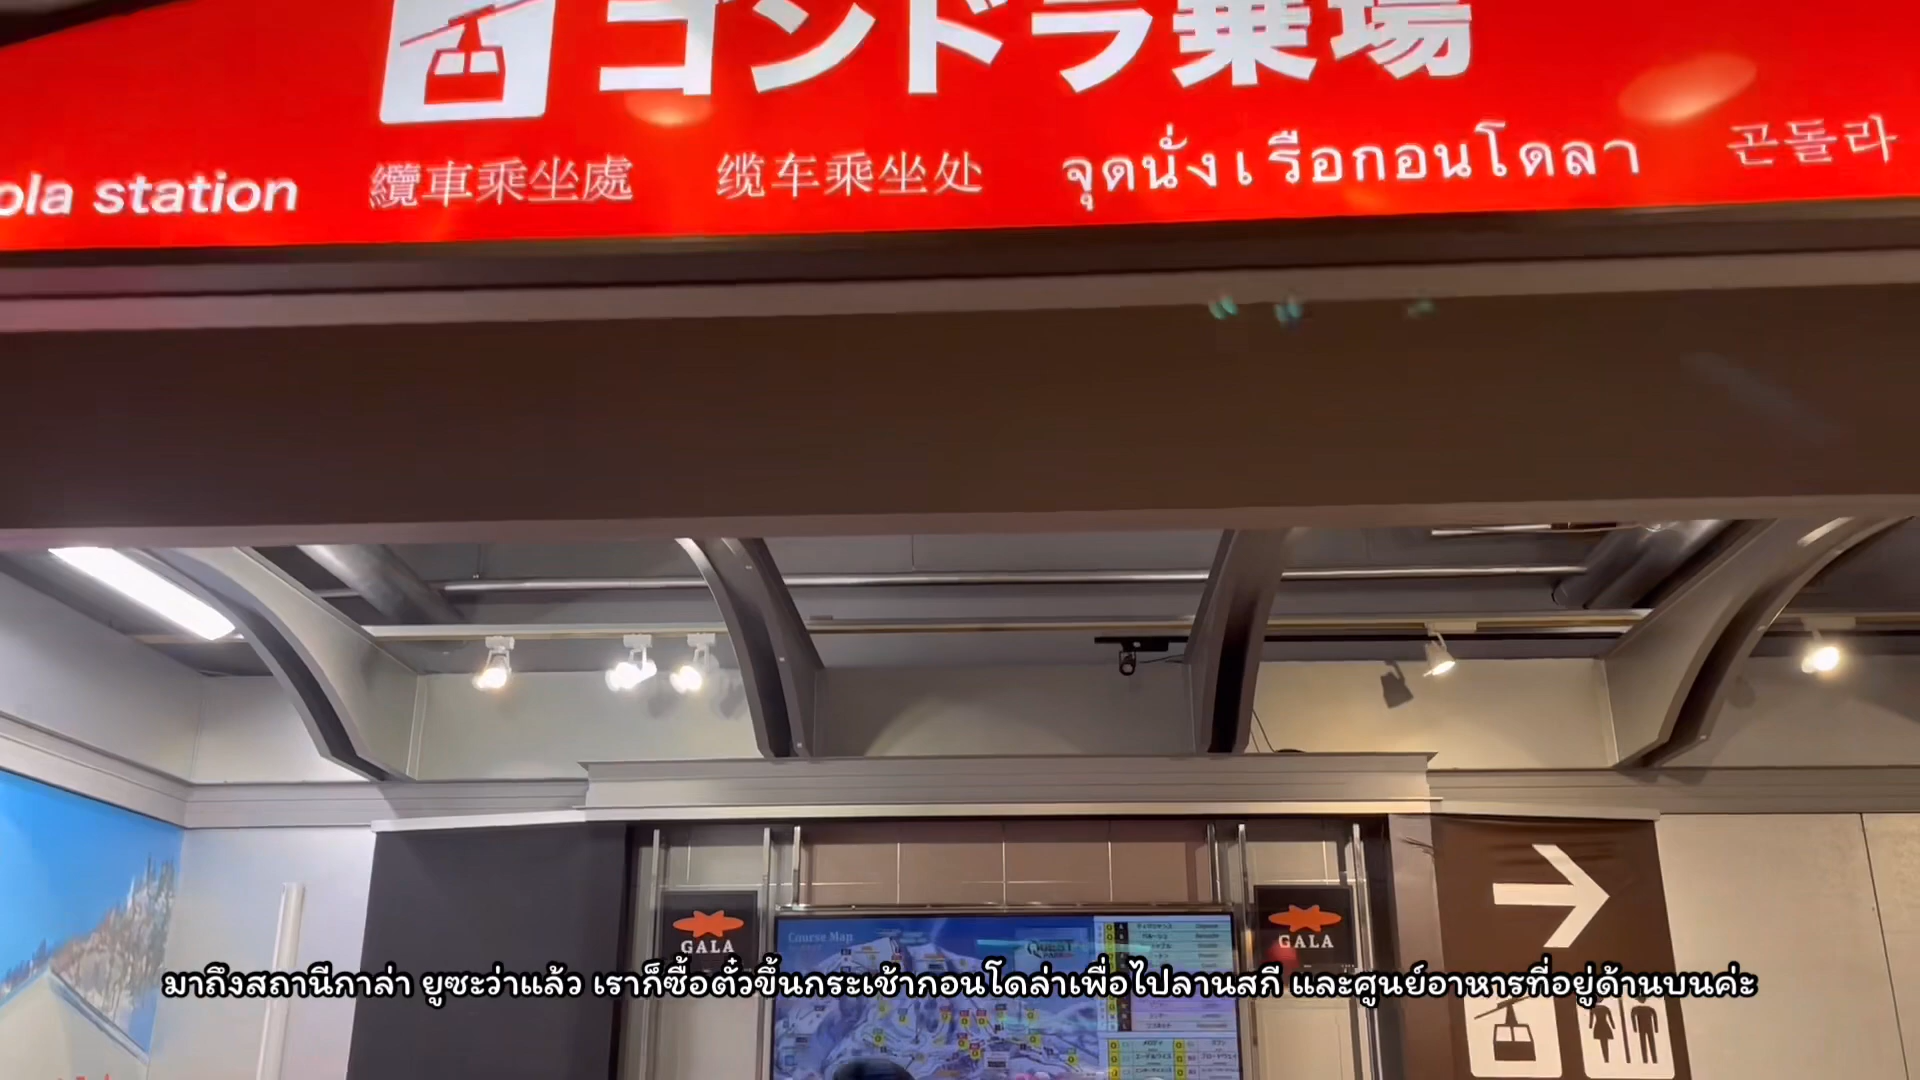 ゴンドラ乗場
ola station 纜車乘坐處 缆车乘坐处 จุดนั่งเรือกอนโดลา 곤돌라
GALA
Course Map
QUEST
GALA
มาถึงสถานีกาล่า ยูซะว่าแล้ว เราก็ซื้อตั๋วขึ้นกระเช้ากอนโดล่าเพื่อไปลานสกี และศูนย์อาหารที่อยู่ด้านบนค่ะ